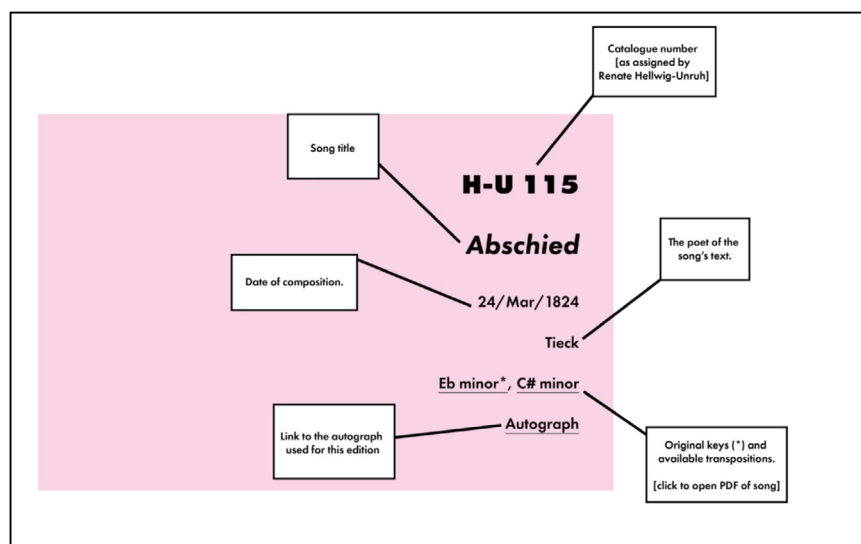 Catalogue number
[as assigned by
Renate Hellwig-Unruh]
Song title
H-U 115
Abschied
The poet of the
song's text.
Date of composition.
24/Mar/1824
Tieck
Eb minor*, C# minor
Link to the autograph
used for this edition
Autograph
Original keys (*) and
available transpositions.
[click to open PDF of song]